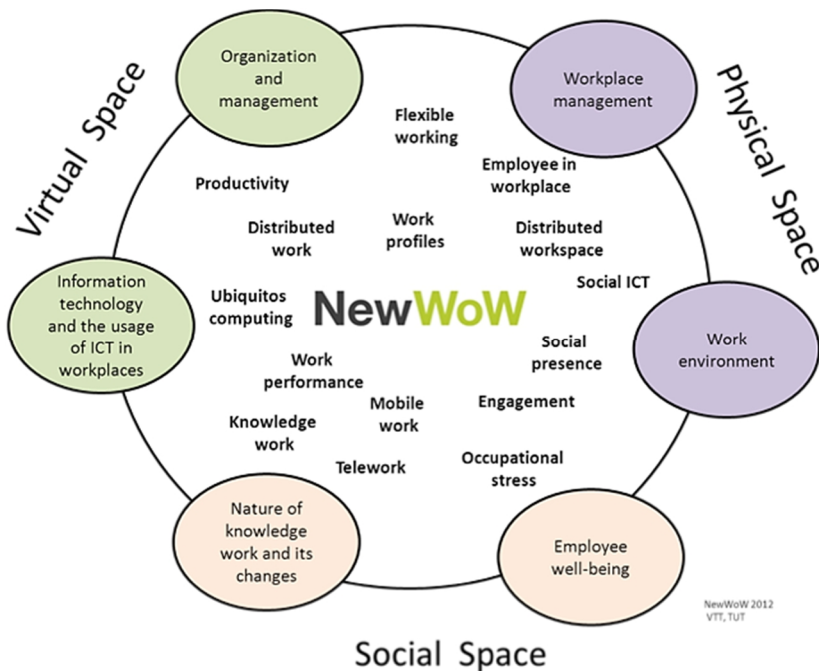 Organization
and
management
Workplace
management
Virtual Space
Physical Space
Flexible
working
Employee in
workplace
Productivity
Distributed
work
Work
profiles
Distributed
workspace
Social ICT
Information
technology
and the usage
of ICT in
workplaces
Ubiquitos
computing
NewWoW
Work
environment
Social
presence
Work
performance
Mobile
work
Engagement
Knowledge
work
Telework
Occupational
stress
Nature of
knowledge
work and its
changes
Employee
well-being
NewWoW 2012
VTT, TUT
Social Space